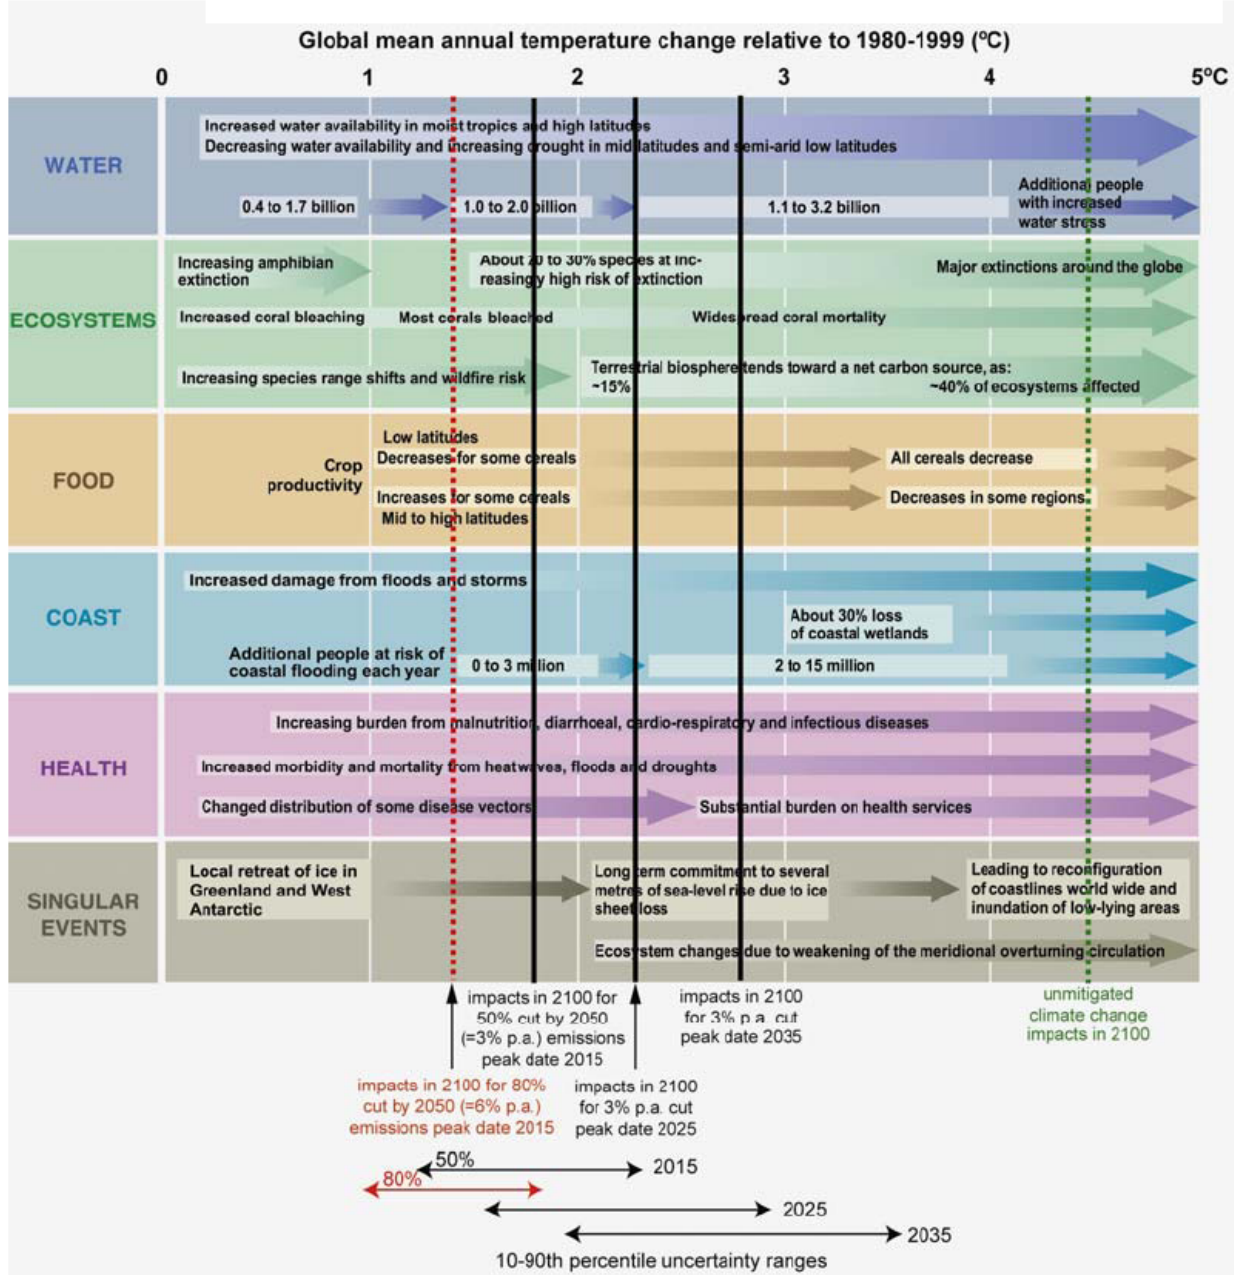 Global mean annual temperature change relative to 1980-1999 (ºC)
0 1 2 3 4 5ºC
WATER
Increased water availability in moist tropics and high latitudes
Decreasing water availability and increasing drought in mid latitudes and semi-arid low latitudes
0.4 to 1.7 billion
1.0 to 2.0 billion
1.1 to 3.2 billion
Additional people
with increased
water stress
ECOSYSTEMS
Increasing amphibian
extinction
About 20 to 30% species at inc-
reasingly high risk of extinction
Major extinctions around the globe
Increased coral bleaching
Most corals bleached
Widespread coral mortality
Increasing species range shifts and wildfire risk
Terrestrial biosphere tends toward a net carbon source, as:
~15%
~40% of ecosystems affected
FOOD
Crop
productivity
Low latitudes
Decreases for some cereals
All cereals decrease
Increases for some cereals
Mid to high latitudes
Decreases in some regions
COAST
Increased damage from floods and storms
About 30% loss
of coastal wetlands
Additional people at risk of
coastal flooding each year
0 to 3 million
2 to 15 million
HEALTH
Increasing burden from malnutrition, diarrhoeal, cardio-respiratory and infectious diseases
Increased morbidity and mortality from heatwaves, floods and droughts
Changed distribution of some disease vectors
Substantial burden on health services
SINGULAR
EVENTS
Local retreat of ice in
Greenland and West
Antarctic
Long term commitment to several
metres of sea-level rise due to ice
sheet loss
Leading to reconfiguration
of coastlines world wide and
inundation of low-lying areas
Ecosystem changes due to weakening of the meridional overturning circulation
impacts in 2100 for
50% cut by 2050
(=3% p.a.) emissions
peak date 2015
impacts in 2100
for 3% p.a. cut
peak date 2035
unmitigated
climate change
impacts in 2100
impacts in 2100 for 80%
cut by 2050 (=6% p.a.)
emissions peak date 2015
impacts in 2100
for 3% p.a. cut
peak date 2025
50% 2015
80%
2025
2035
10-90th percentile uncertainty ranges